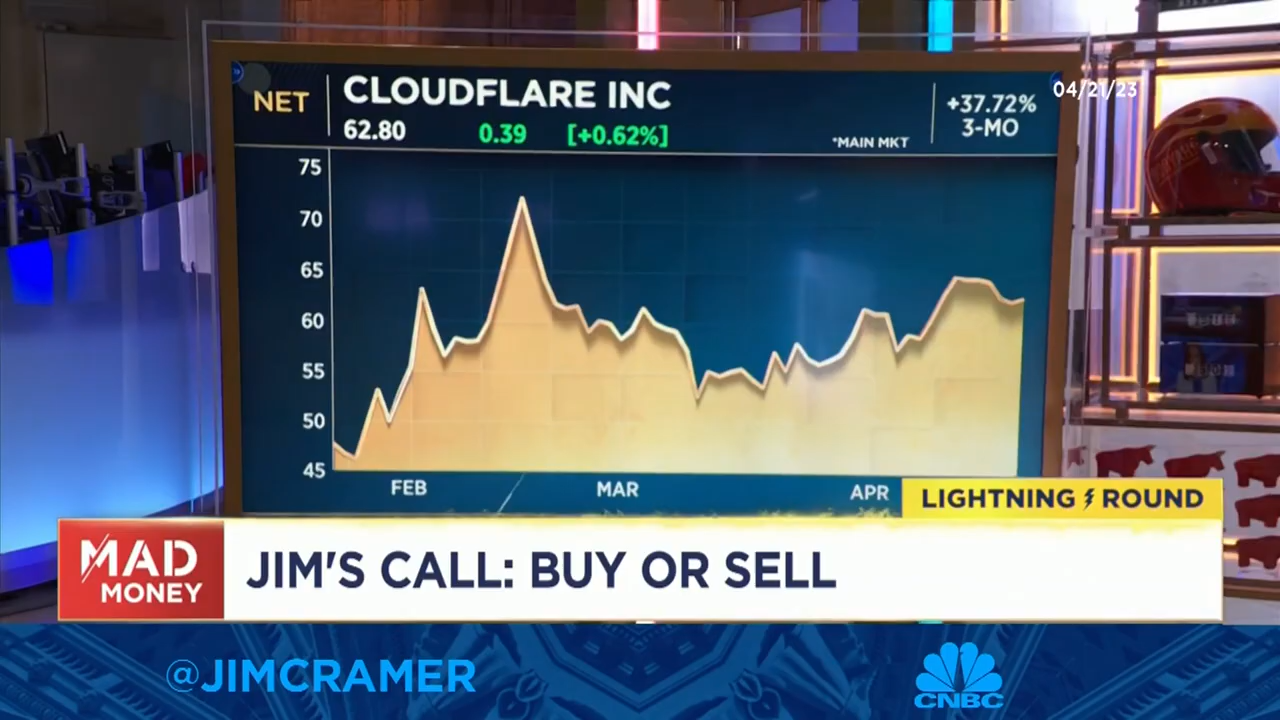 NET
CLOUDFLARE INC
62.80 0.39 [+0.62%]
*MAIN MKT
+37.72%
3-MO
04/21/23
75
70
65
60
55
50
45
FEB MAR APR
LIGHTNING ROUND
MAD
MONEY
JIM'S CALL: BUY OR SELL
@JIMCRAMER
CNBC